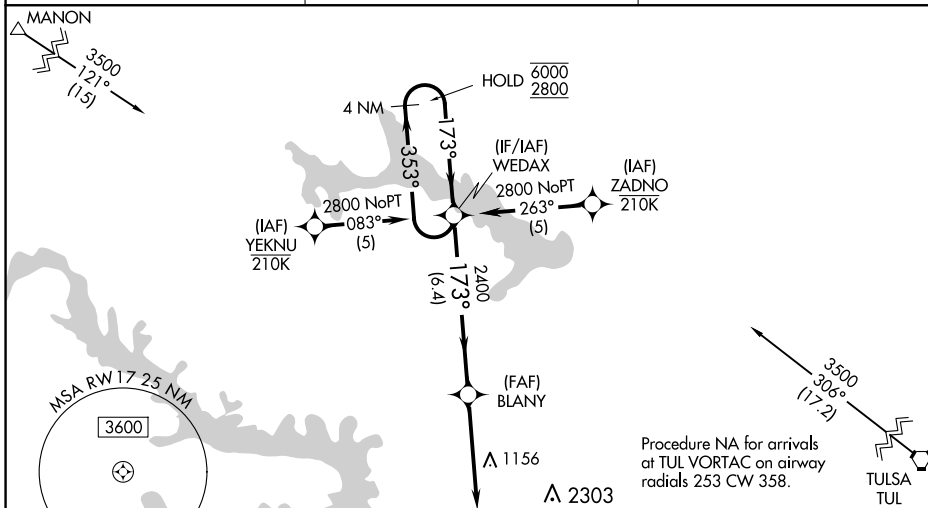 MANON
3500
121°
(15)
HOLD 6000
2800
4 NM
173°
353°
(IF/IAF)
WEDAX
(IAF)
ZADNO
210K
2800 NoPT
263°
(5)
2800 NoPT
083°
(5)
(IAF)
YEKNU
210K
2400
173°
(6.4)
(FAF)
BLANY
MSA RW17 25 NM
3600
1156
2303
Procedure NA for arrivals
at TUL VORTAC on airway
radials 253 CW 358.
3500
306°
(17.2)
TULSA
TUL